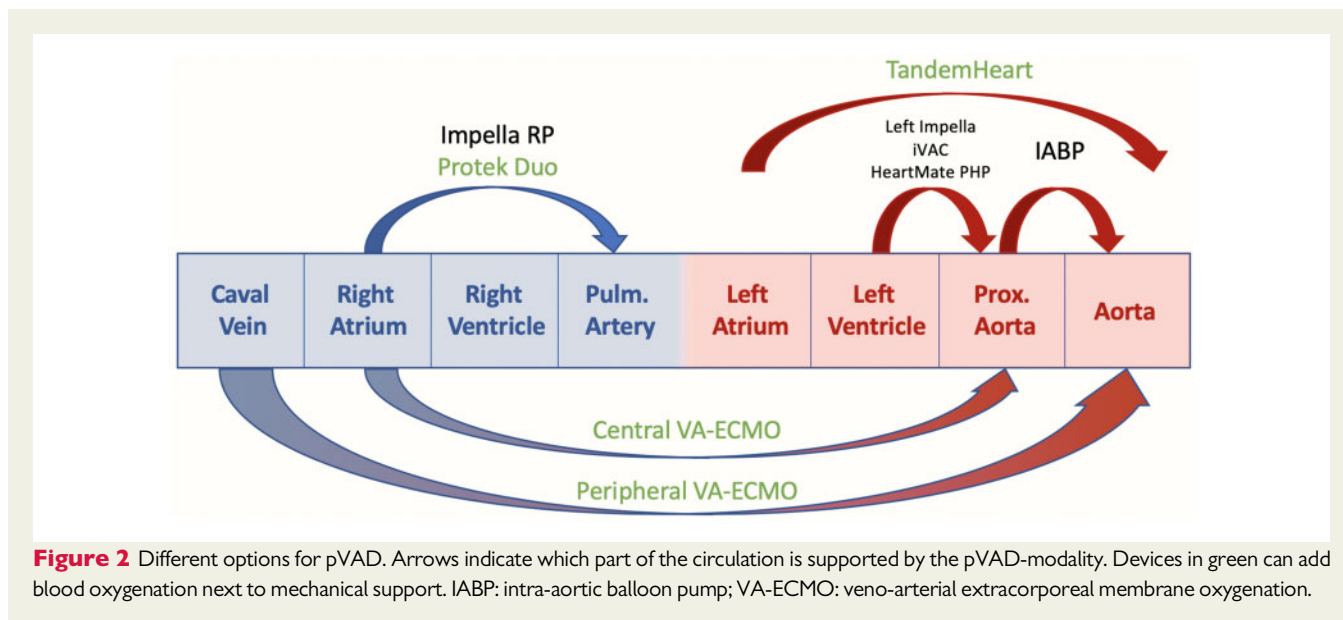 TandemHeart
Impella RP
Protek Duo
Left Impella
iVAC
HeartMate PHP
IABP
Caval
Vein
Right
Atrium
Right
Ventricle
Pulm.
Artery
Left
Atrium
Left
Ventricle
Prox.
Aorta
Aorta
Central VA-ECMO
Peripheral VA-ECMO
Figure 2 Different options for pVAD. Arrows indicate which part of the circulation is supported by the pVAD-modality. Devices in green can add
blood oxygenation next to mechanical support. IABP: intra-aortic balloon pump; VA-ECMO: veno-arterial extracorporeal membrane oxygenation.